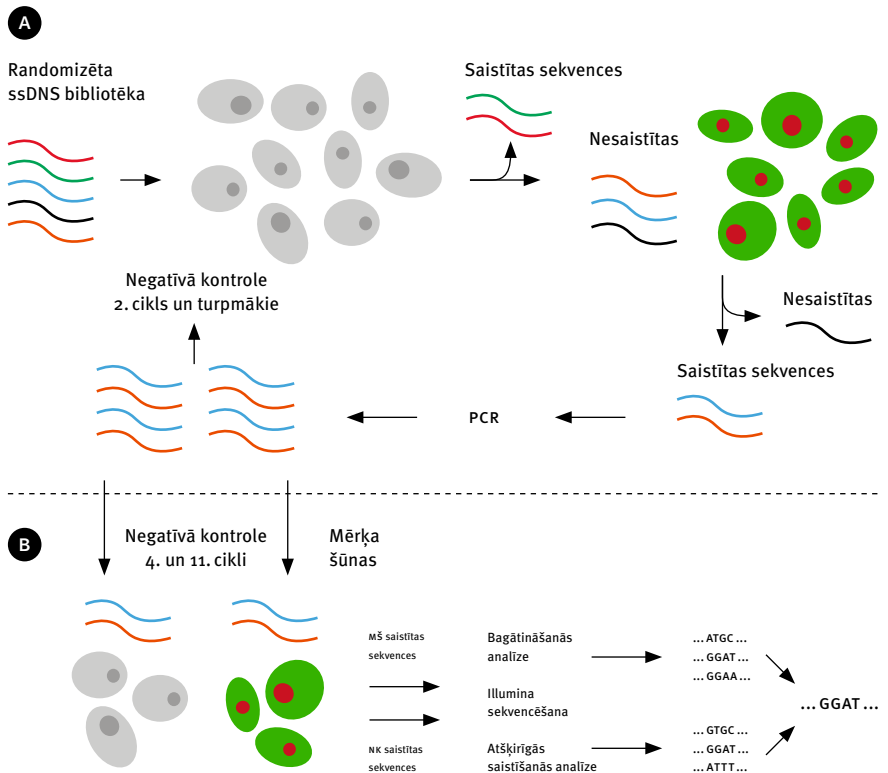 A
Randomizēta
ssDNS bibliotēka
Saistītas sekvences
Nesaistītas
Negatīvā kontrole
2. cikls un turpmākie
Nesaistītas
Saistītas sekvences
PCR
B
Negatīvā kontrole
4. un 11. cikli
Mērķa
šūnas
MŠ saistītas
sekvences
Bagātināšanās
analīze
Illumina
sekvencēšana
NK saistītas
sekvences
Atšķirīgās
saistīšanās analīze
... ATGC ...
... GGAT ...
... GGAA ...
... GTGC ...
... GGAT ...
... ATTT ...
... GGAT ...